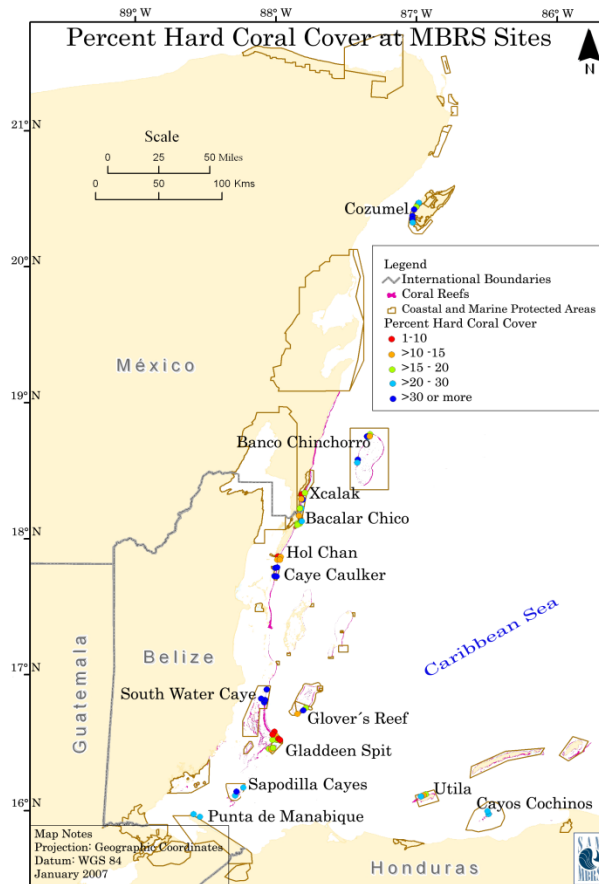 89°W 88°W 87°W 86°W
Percent Hard Coral Cover at MBRS Sites
N
21°N
Scale
0 25 50 Miles
0 50 100 Kms
Cozumel
20°N
Legend
International Boundaries
Coral Reefs
Coastal and Marine Protected Areas
Percent Hard Coral Cover
1-10
>10 -15
>15 - 20
>20 - 30
>30 or more
México
19°N
Banco Chinchorro
Xcalak
Bacalar Chico
18°N
Hol Chan
Caye Caulker
Caribbean Sea
17°N
Belize
Guatemala
South Water Caye
Glover´s Reef
Gladdeen Spit
Sapodilla Cayes
Utila
16°N
Cayos Cochinos
Punta de Manabique
Map Notes
Projection: Geographic Coordinates
Datum: WGS 84
January 2007
Honduras
SAM
MBRS